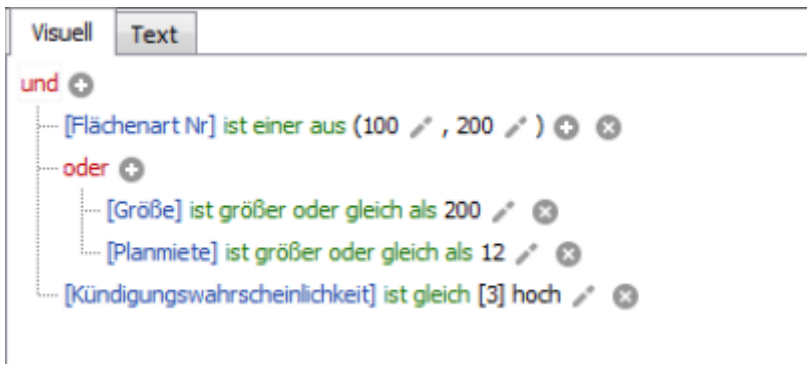 Visuell Text
und
[Flächenart Nr] ist einer aus (100 , 200 )
oder
[Größe] ist größer oder gleich als 200
[Planmiete] ist größer oder gleich als 12
[Kündigungswahrscheinlichkeit] ist gleich [3] hoch